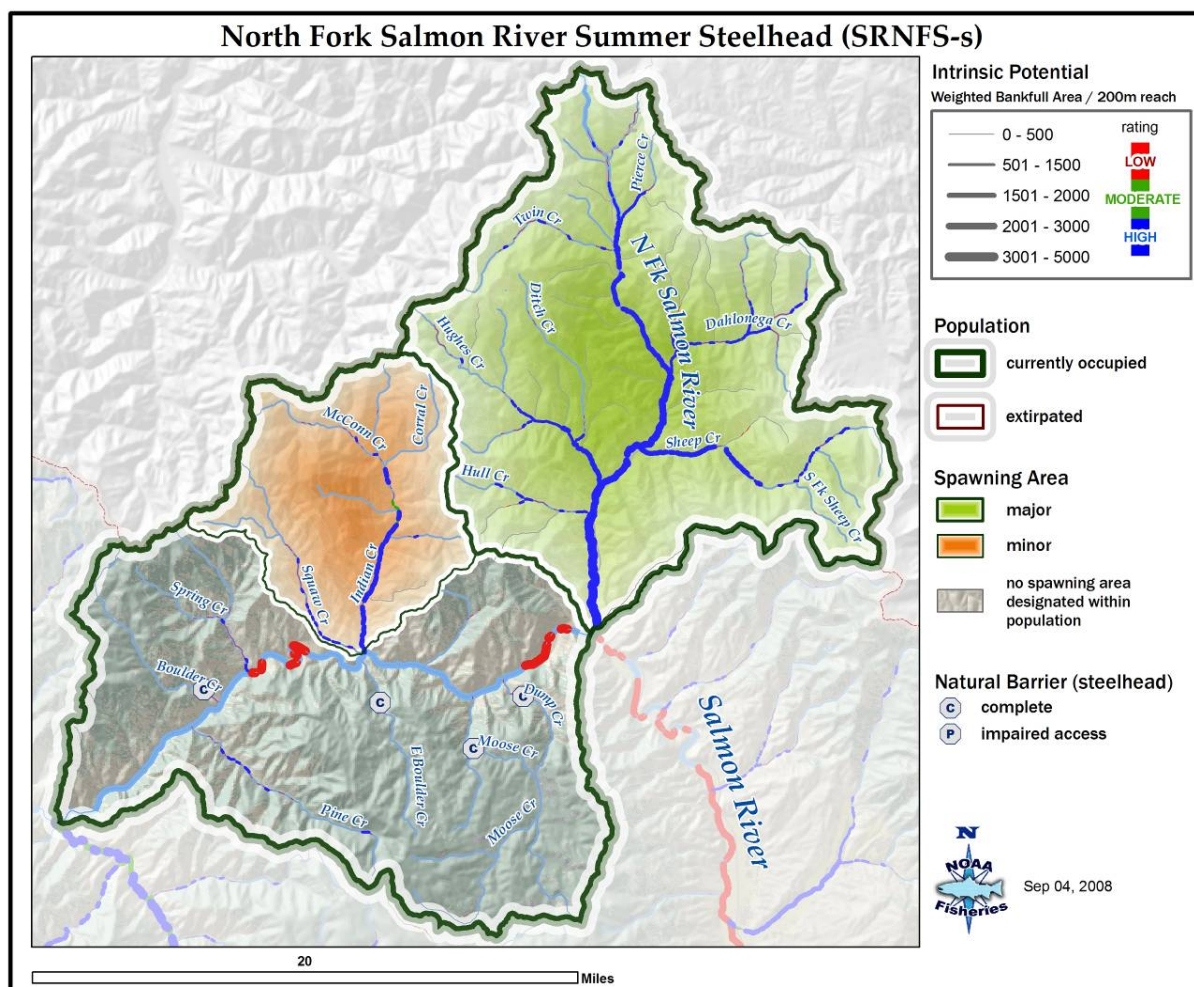 North Fork Salmon River Summer Steelhead (SRNFS-s)
Intrinsic Potential
Weighted Bankfull Area / 200m reach
0 - 500
501 - 1500
1501 - 2000
2001 - 3000
3001 - 5000
rating
LOW
MODERATE
HIGH
Population
currently occupied
extirpated
Spawning Area
major
minor
no spawning area
designated within
population
Natural Barrier (steelhead)
C complete
P impaired access
N
NOAA
Fisheries
Sep 04, 2008
Pierce Cr
Twin Cr
N Fk Salmon River
Ditch Cr
Dahlonega Cr
Hughes Cr
Corral Cr
McConn Cr
Sheep Cr
Hull Cr
S Fk Sheep Cr
Indian Cr
Squaw Cr
Spring Cr
Boulder Cr
C
C
C
Dump Cr
C
Moose Cr
E Boulder Cr
Moose Cr
Pine Cr
Salmon River
20
Miles